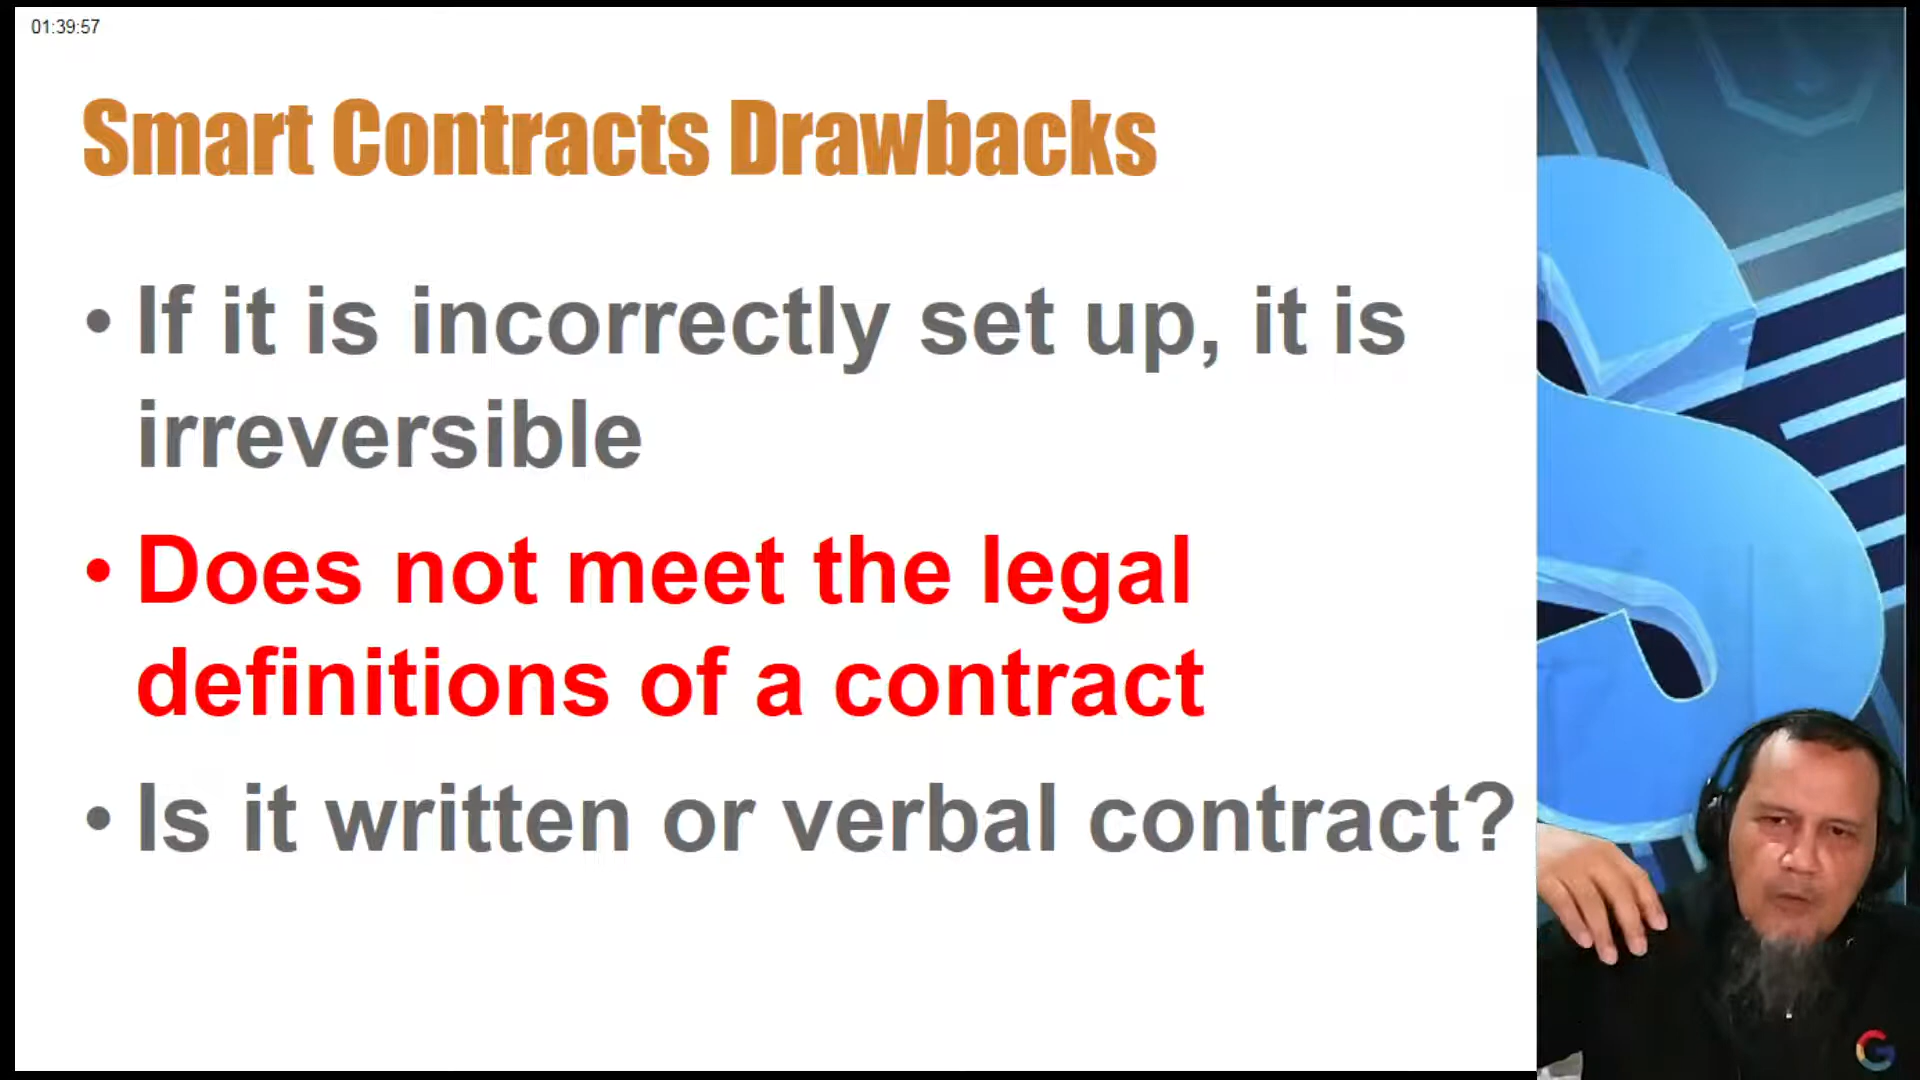 01:39:57
Smart Contracts Drawbacks
• If it is incorrectly set up, it is
irreversible
• Does not meet the legal
definitions of a contract
• Is it written or verbal contract?
G